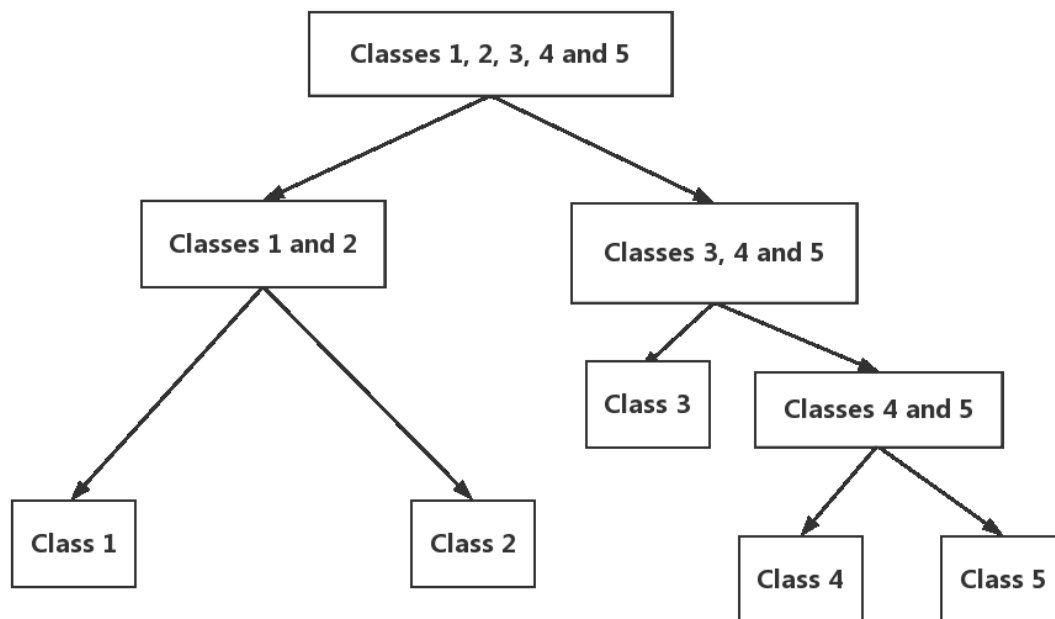 Classes 1, 2, 3, 4 and 5
Classes 1 and 2
Classes 3, 4 and 5
Class 3
Classes 4 and 5
Class 1
Class 2
Class 4
Class 5